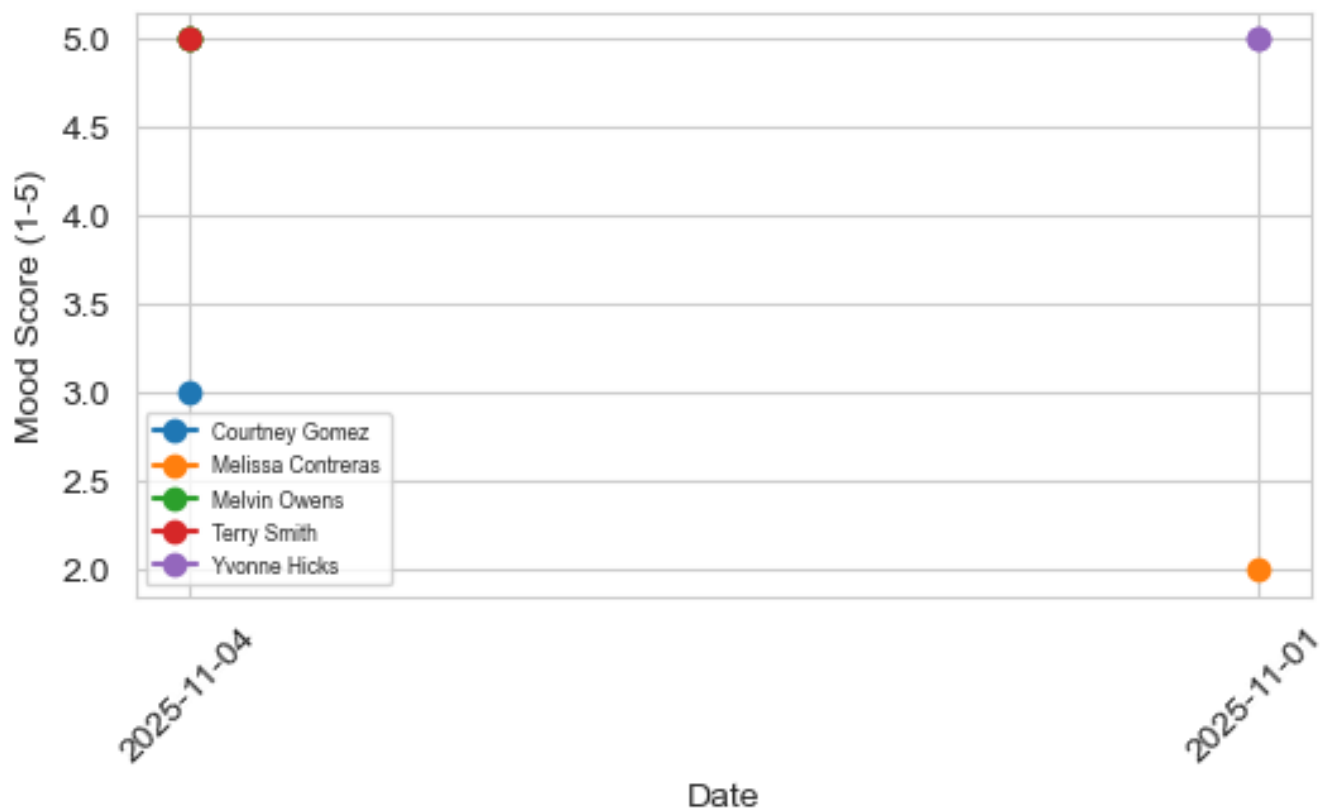 5.0
4.5
4.0
3.5
3.0
2.5
2.0
Mood Score (1-5)
Courtney Gomez
Melissa Contreras
Melvin Owens
Terry Smith
Yvonne Hicks
2025-11-04
2025-11-01
Date